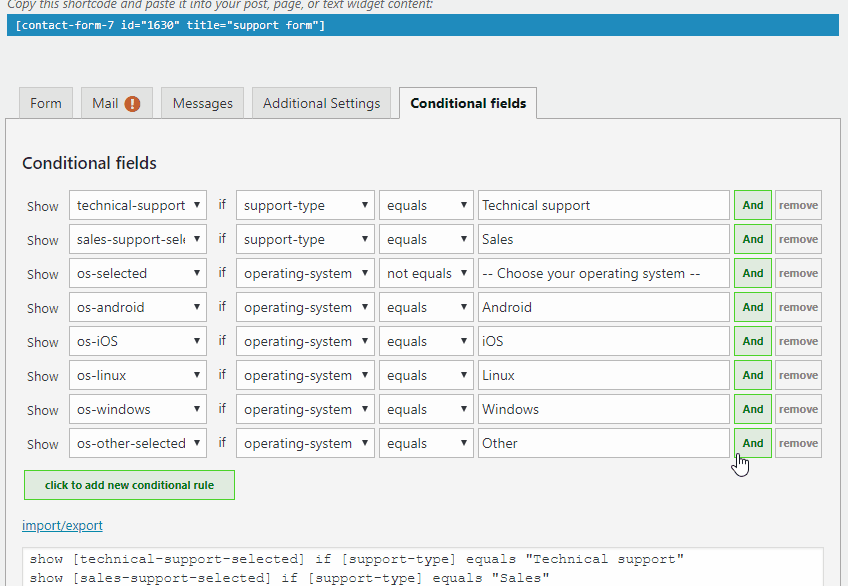 Copy this shortcode and paste it into your post, page, or text widget content:
[contact-form-7 id="1630" title="support form"]
Form Mail ! Messages Additional Settings Conditional fields
Conditional fields
Show technical-support if support-type equals Technical support And remove
Show sales-support-sele if support-type equals Sales And remove
Show os-selected if operating-system not equals -- Choose your operating system -- And remove
Show os-android if operating-system equals Android And remove
Show os-iOS if operating-system equals iOS And remove
Show os-linux if operating-system equals Linux And remove
Show os-windows if operating-system equals Windows And remove
Show os-other-selected if operating-system equals Other And remove
click to add new conditional rule
import/export
show [technical-support-selected] if [support-type] equals "Technical support"
show [sales-support-selected] if [support-type] equals "Sales"